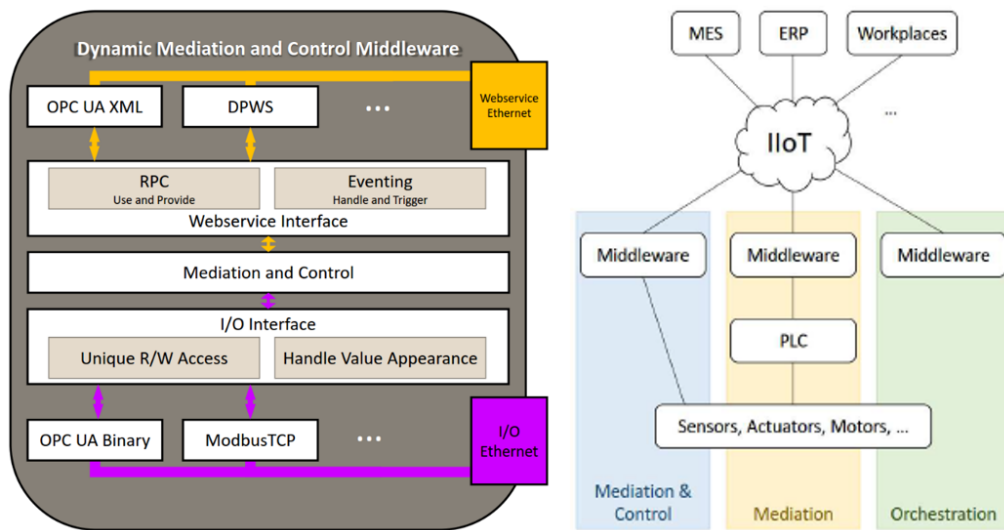 Dynamic Mediation and Control Middleware
OPC UA XML
DPWS
...
Webservice
Ethernet
RPC
Use and Provide
Eventing
Handle and Trigger
Webservice Interface
Mediation and Control
I/O Interface
Unique R/W Access
Handle Value Appearance
OPC UA Binary
ModbusTCP
...
I/O
Ethernet
MES
ERP
Workplaces
...
IIoT
Middleware
Middleware
Middleware
PLC
Sensors, Actuators, Motors, ...
Mediation &
Control
Mediation
Orchestration